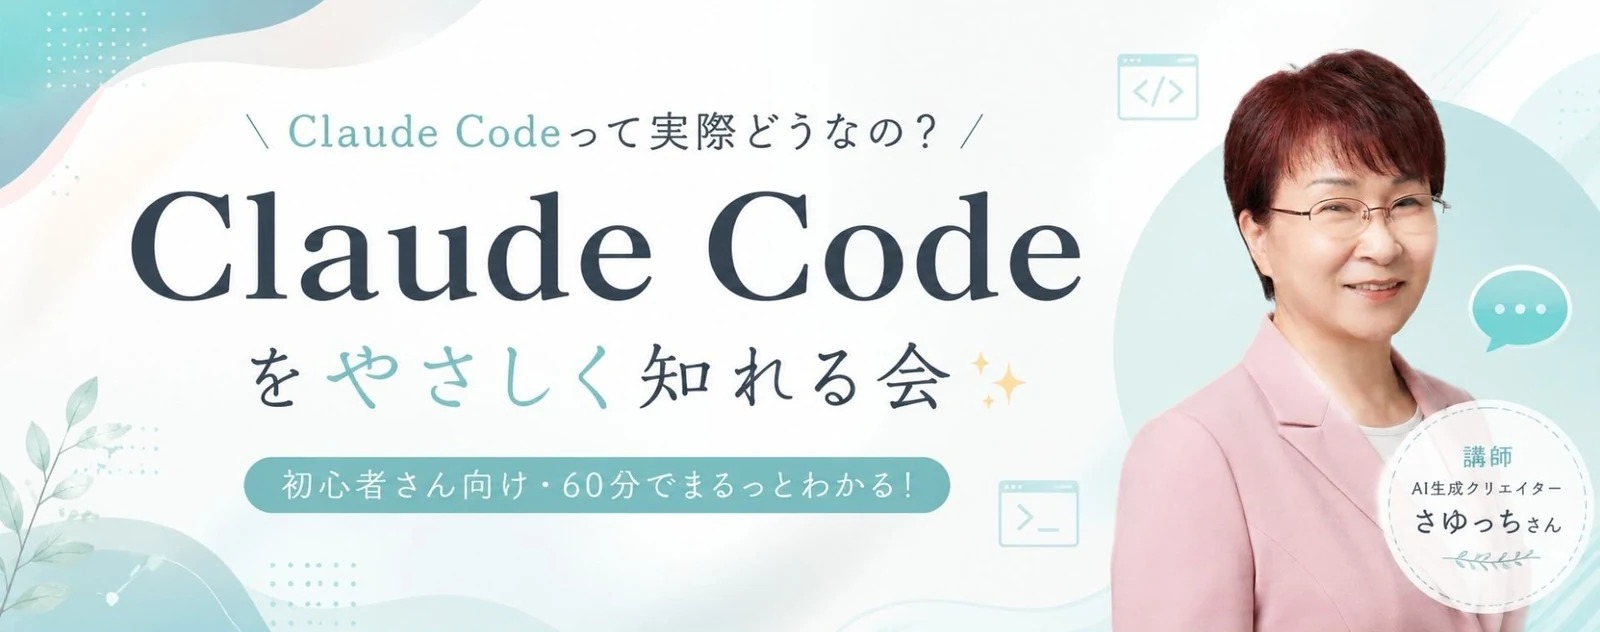 \ Claude Codeって実際どうなの？ /
Claude Code
をやさしく知れる会
初心者さん向け・60分でまるっとわかる！
</>
>_
講師
AI生成クリエイター
さゆっちさん